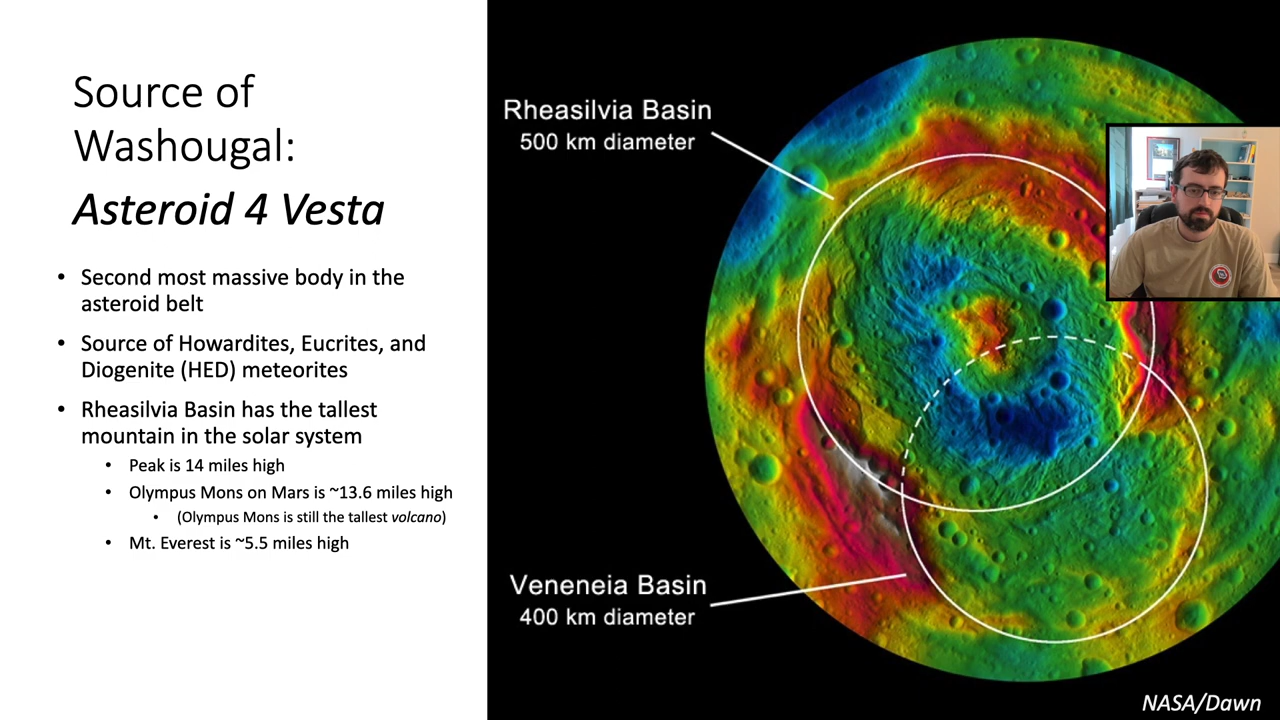 Source of
Washougal:
Asteroid 4 Vesta
• Second most massive body in the
asteroid belt
• Source of Howardites, Eucrites, and
Diogenite (HED) meteorites
• Rheasilvia Basin has the tallest
mountain in the solar system
• Peak is 14 miles high
• Olympus Mons on Mars is ~13.6 miles high
• (Olympus Mons is still the tallest volcano)
• Mt. Everest is ~5.5 miles high
Rheasilvia Basin
500 km diameter
Veneneia Basin
400 km diameter
NASA/Dawn